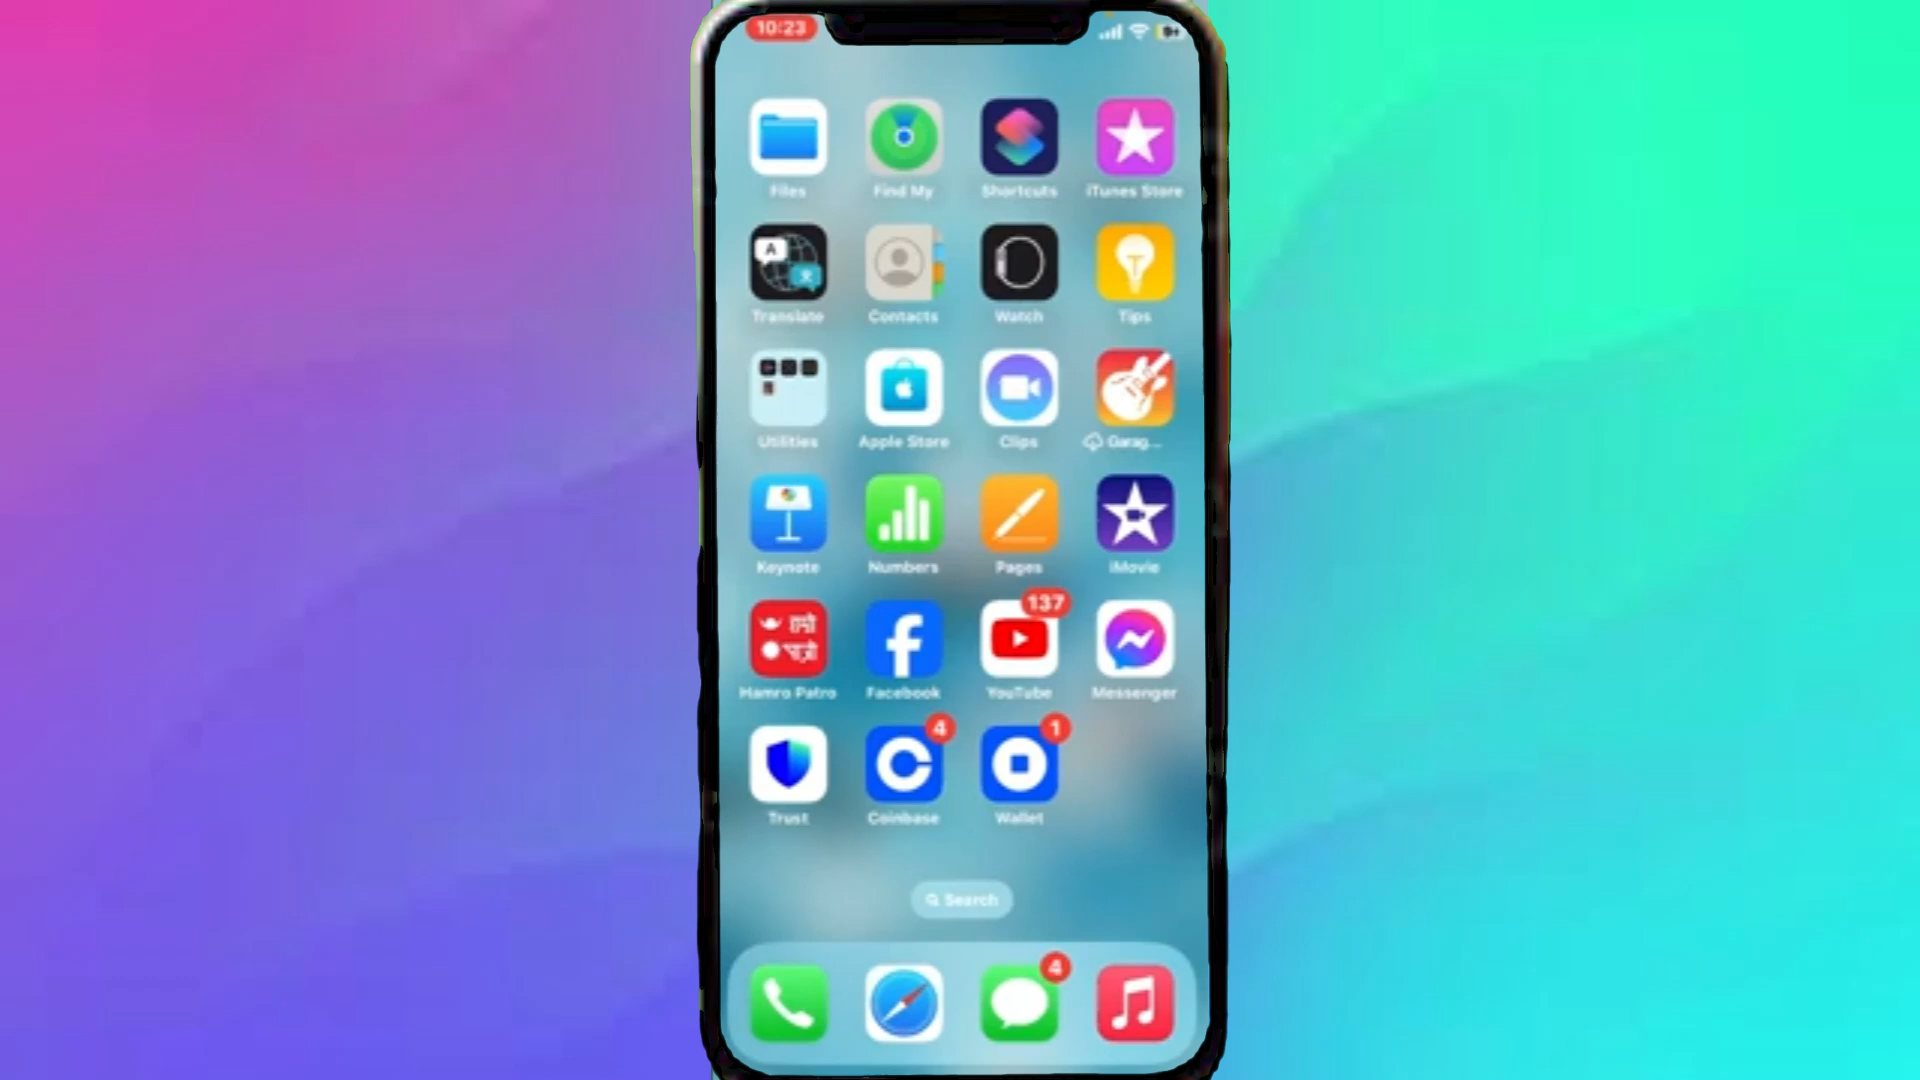 10:23
Files Find My Shortcuts iTunes Store
A
Translate Contacts Watch Tips
Utilities Apple Store Clips Garag...
Keynote Numbers Pages iMovie
137
Hamro Patro Facebook YouTube Messenger
4 1
Trust Coinbase Wallet
Search
4